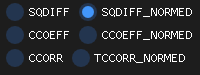 SQDIFF SQDIFF_NORMED
CCOEFF CCOEFF_NORMED
CCORR TCCORR_NORMED